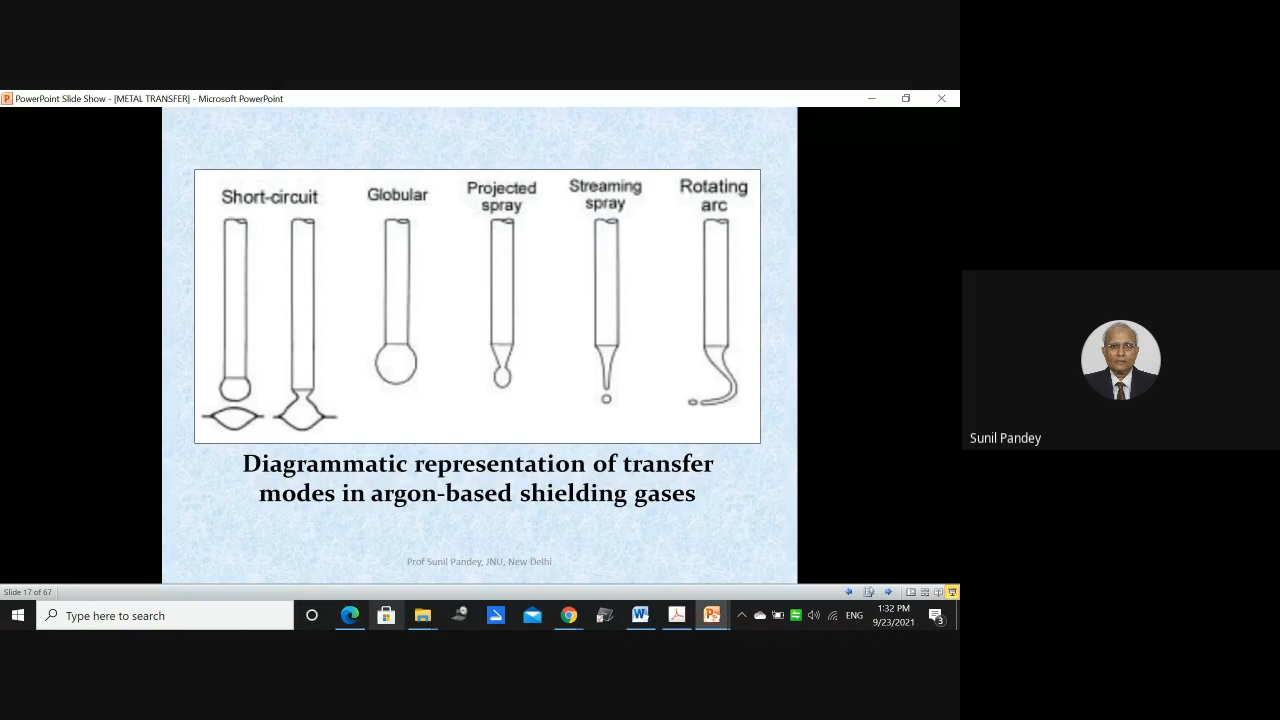 PowerPoint Slide Show - [METAL TRANSFER] - Microsoft PowerPoint
Short-circuit
Globular
Projected
spray
Streaming
spray
Rotating
arc
Diagrammatic representation of transfer
modes in argon-based shielding gases
Prof Sunil Pandey, JNU, New Delhi
Sunil Pandey
Slide 17 of 67
Type here to search
ENG
1:32 PM
9/23/2021
3